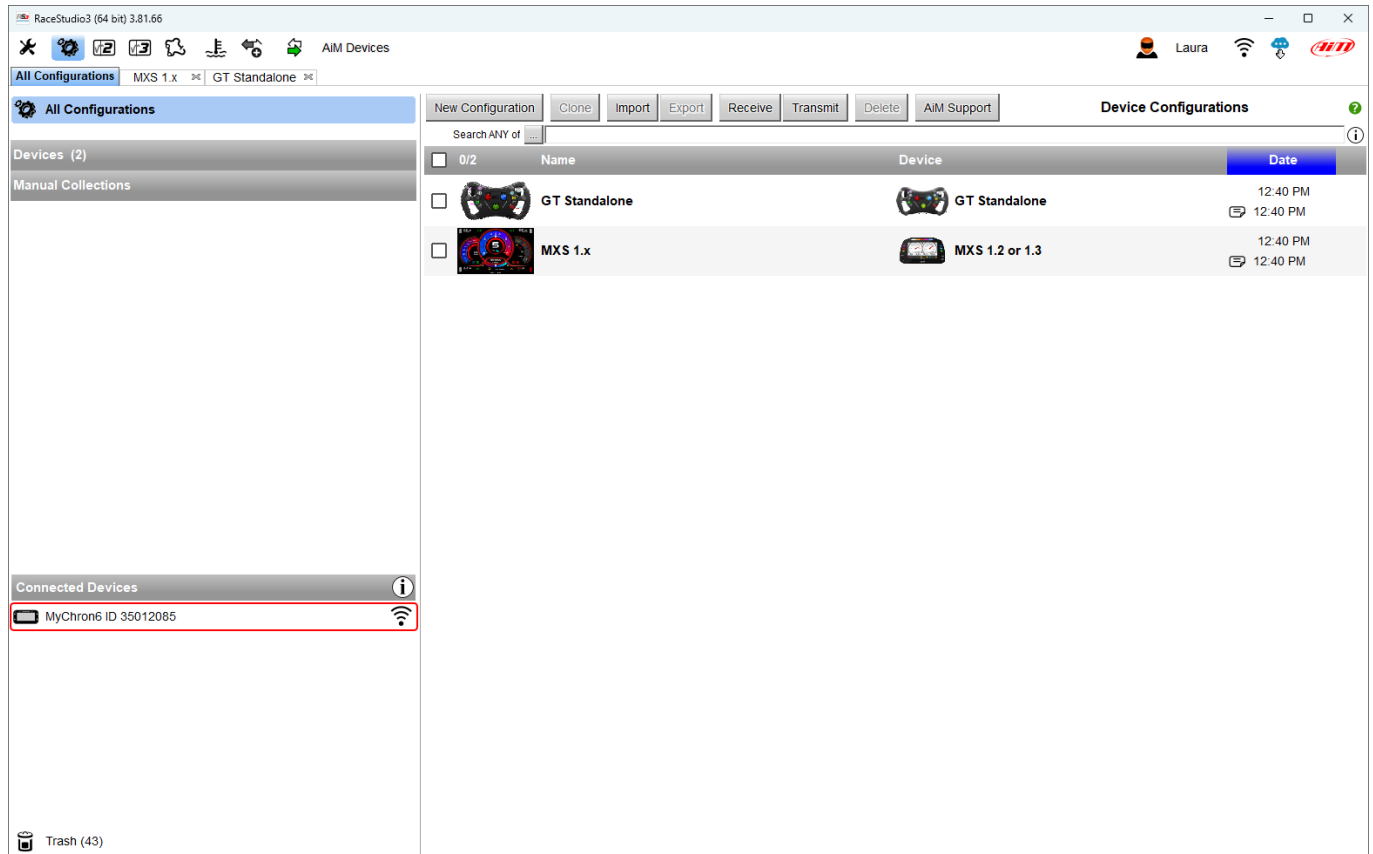 RaceStudio3 (64 bit) 3.81.66
AiM Devices
Laura
AiM
All Configurations
MXS 1.x
GT Standalone
All Configurations
New Configuration
Clone
Import
Export
Receive
Transmit
Delete
AiM Support
Device Configurations
Search ANY of
...
Devices (2)
0/2
Name
Device
Date
Manual Collections
GT Standalone
GT Standalone
12:40 PM
12:40 PM
MXS 1.x
MXS 1.2 or 1.3
12:40 PM
12:40 PM
Connected Devices
MyChron6 ID 35012085
Trash (43)